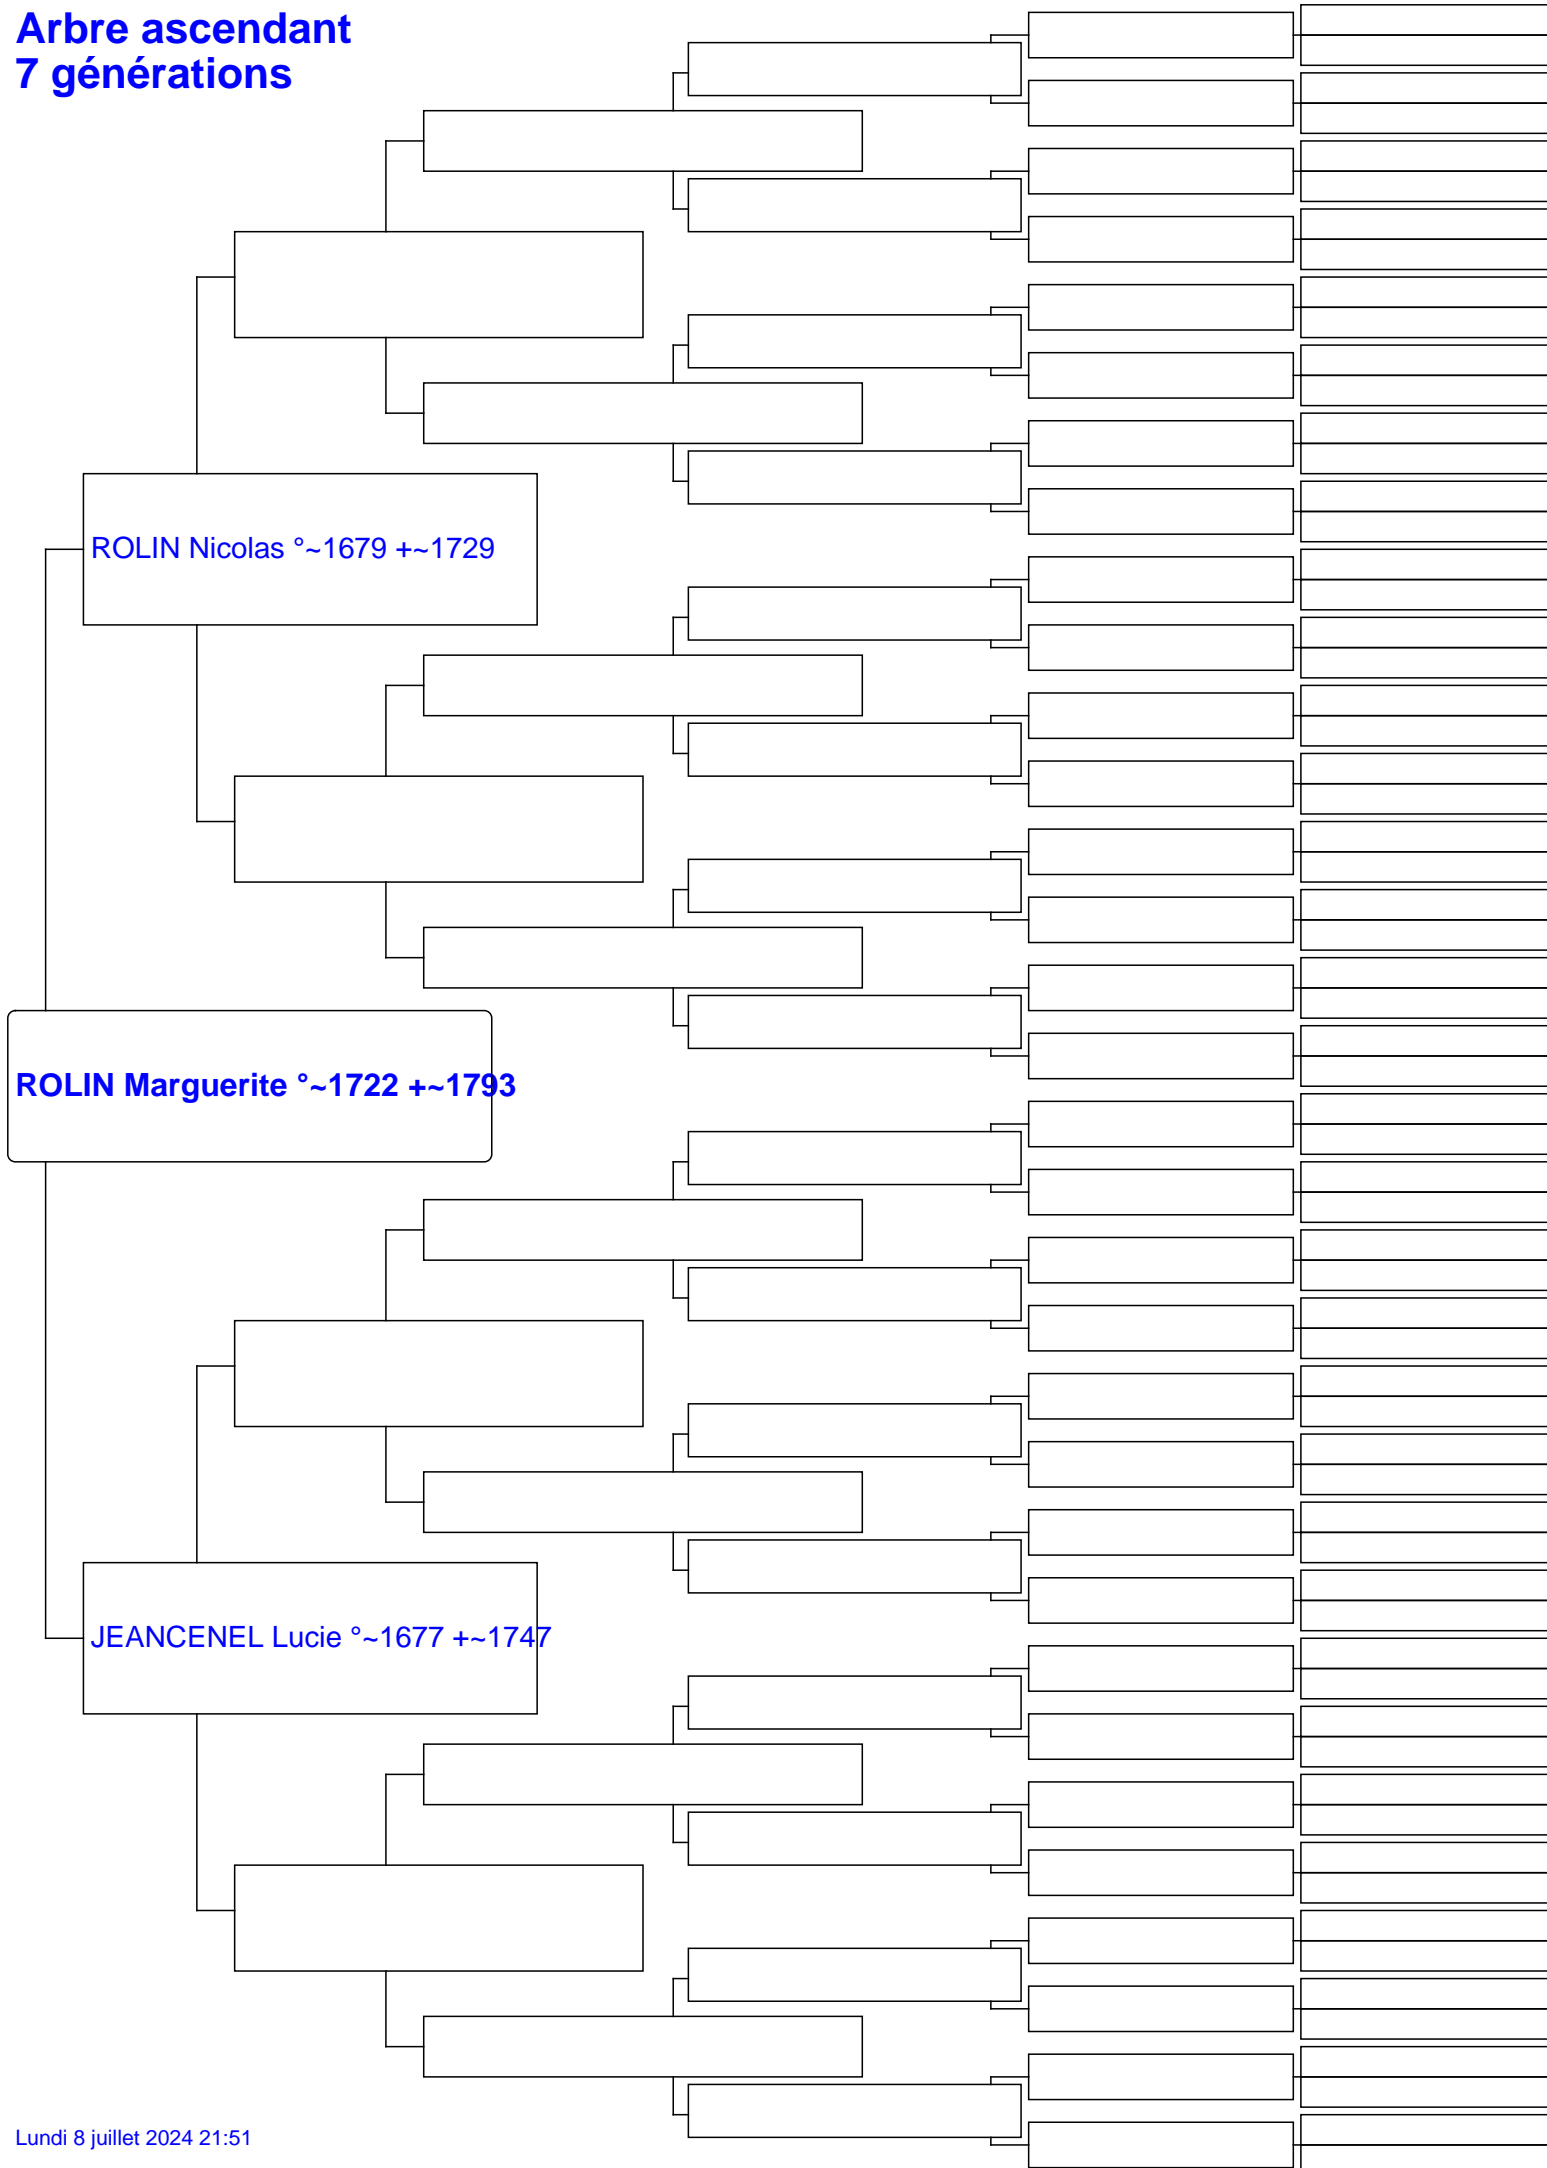 Arbre ascendant
7 générations
ROLIN Nicolas °~1679 +~1729
ROLIN Marguerite °~1722 +~1793
JEANCENEL Lucie °~1677 +~1747
Lundi 8 juillet 2024 21:51